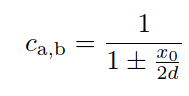 c_{a,b} = \frac{1}{1 \pm \frac{x_0}{2d}}